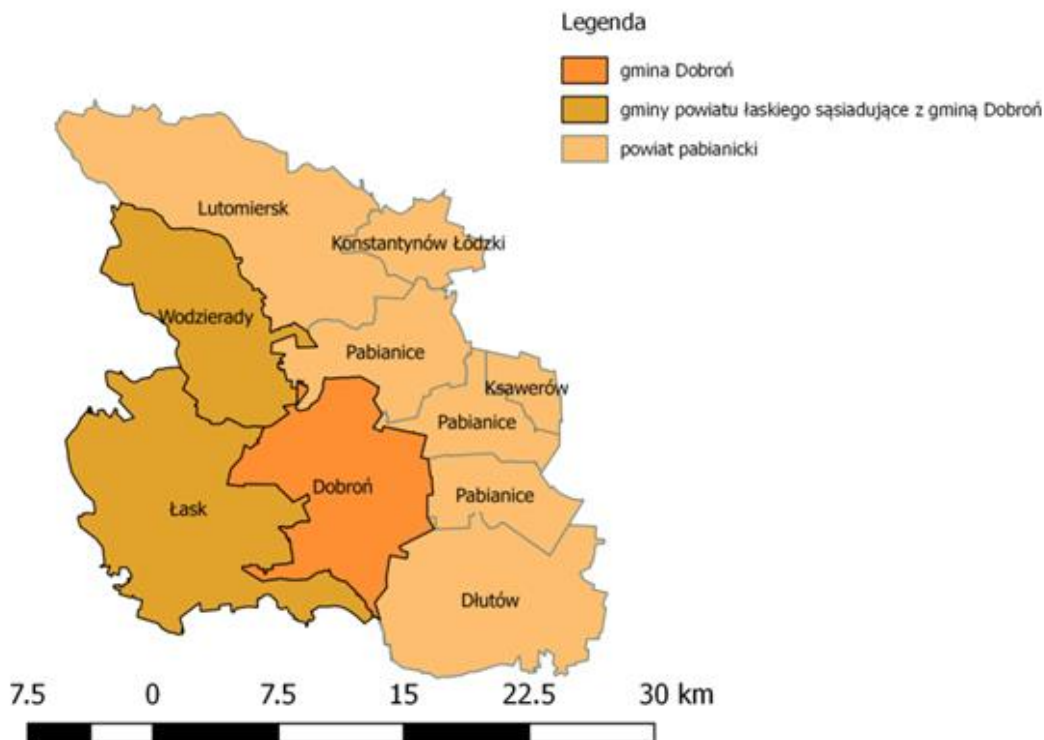 Legenda
gmina Dobroń
gminy powiatu łaskiego sąsiadujące z gminą Dobroń
powiat pabianicki
Lutomiersk
Konstantynów Łódzki
Wodzierady
Pabianice
Ksawerów
Pabianice
Dobroń
Pabianice
Łask
Dłutów
7.5 0 7.5 15 22.5 30 km